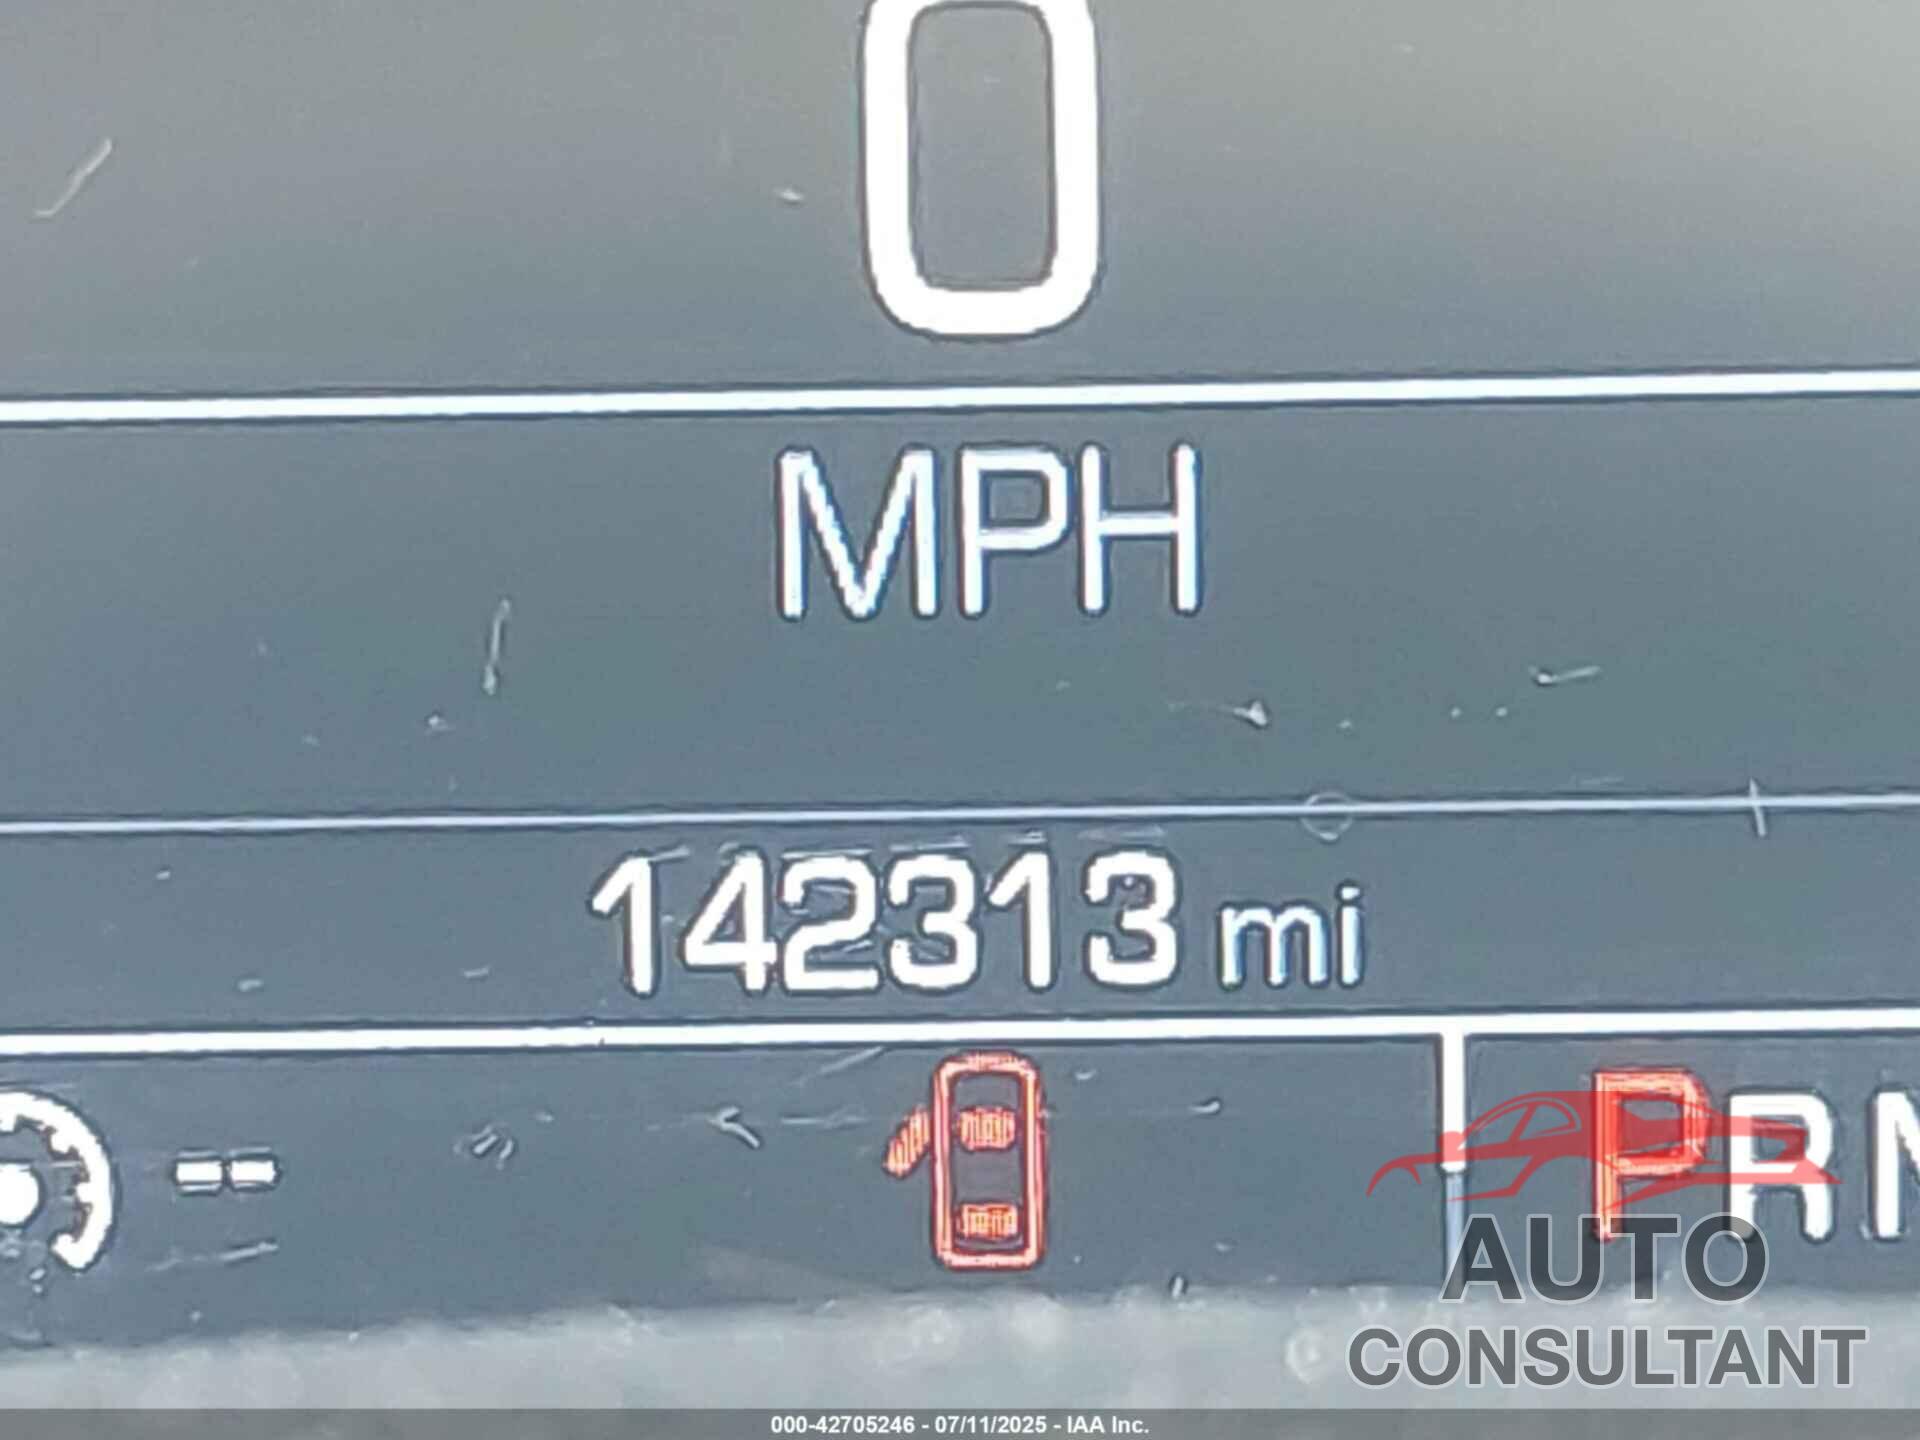 0
MPH
142313 mi
--
PRN
AUTO
CONSULTANT
000-42705246 - 07/11/2025 - IAA Inc.